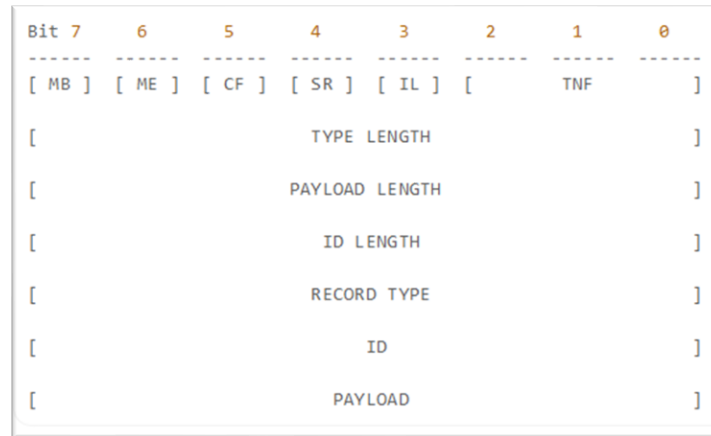 Bit 7 6 5 4 3 2 1 0
------ ------ ------ ------ ------ ------ ------ ------
[ MB ] [ ME ] [ CF ] [ SR ] [ IL ] [ TNF ]
[ TYPE LENGTH ]
[ PAYLOAD LENGTH ]
[ ID LENGTH ]
[ RECORD TYPE ]
[ ID ]
[ PAYLOAD ]